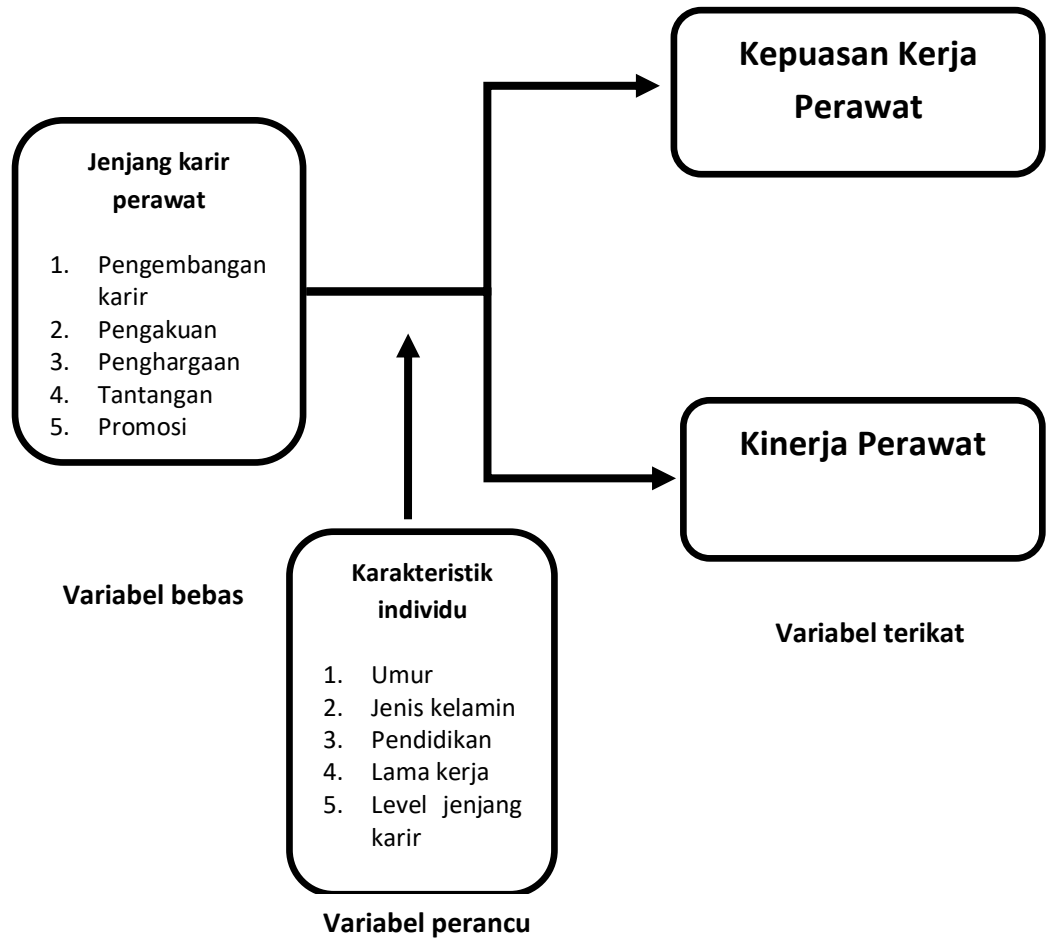 Kepuasan Kerja
Perawat
Jenjang karir
perawat
1. Pengembangan
karir
2. Pengakuan
3. Penghargaan
4. Tantangan
5. Promosi
Kinerja Perawat
Variabel bebas
Karakteristik
individu
1. Umur
2. Jenis kelamin
3. Pendidikan
4. Lama kerja
5. Level jenjang
karir
Variabel terikat
Variabel perancu